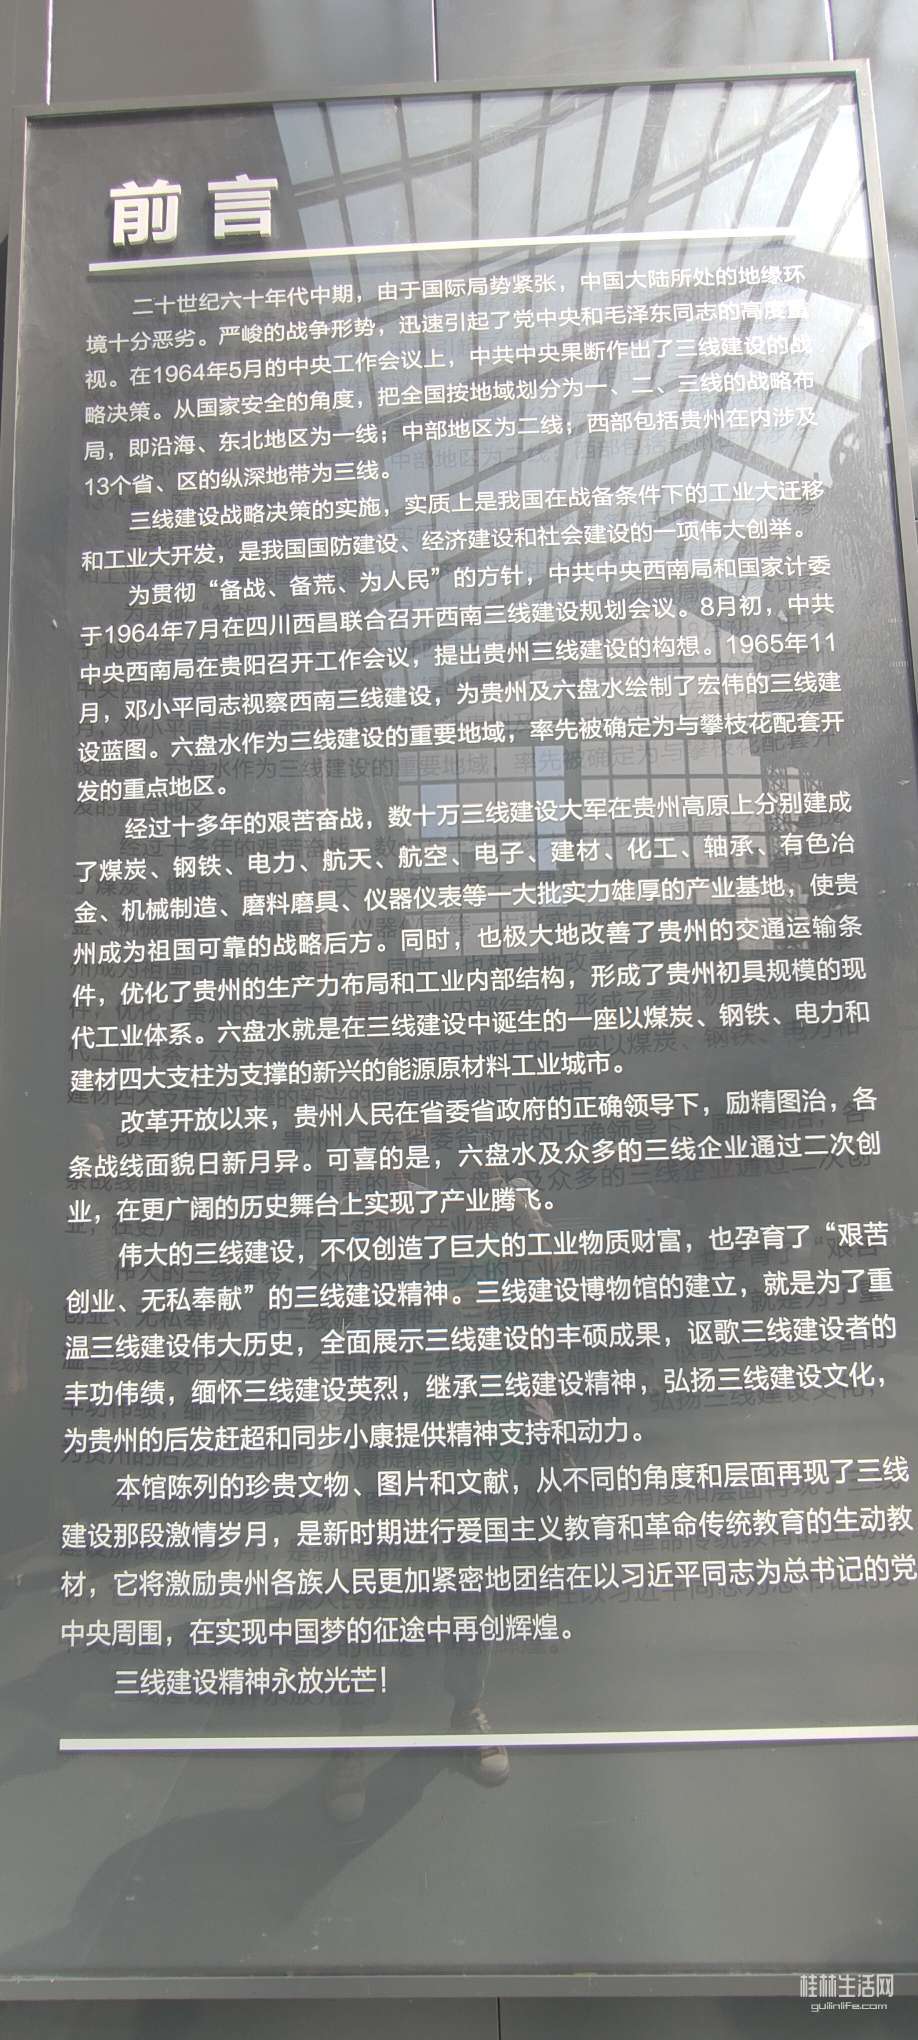 前言
二十世纪六十年代中期，由于国际局势紧张，中国大陆所处的地缘环
境十分恶劣。严峻的战争形势，迅速引起了党中央和毛泽东同志的高度重
视。在1964年5月的中央工作会议上，中共中央果断作出了三线建设的战
略决策。从国家安全的角度，把全国按地域划分为一、二、三线的战略布
局，即沿海、东北地区为一线；中部地区为二线；西部包括贵州在内涉及
13个省、区的纵深地带为三线。
三线建设战略决策的实施，实质上是我国在战备条件下的工业大迁移
和工业大开发，是我国国防建设、经济建设和社会建设的一项伟大创举。
为贯彻“备战、备荒、为人民”的方针，中共中央西南局和国家计委
于1964年7月在四川西昌联合召开西南三线建设规划会议。8月初，中共
中央西南局在贵阳召开工作会议，提出贵州三线建设的构想。1965年11
月，邓小平同志视察西南三线建设，为贵州及六盘水绘制了宏伟的三线建
设蓝图。六盘水作为三线建设的重要地域，率先被确定为与攀枝花配套开
发的重点地区。
经过十多年的艰苦奋战，数十万三线建设大军在贵州高原上分别建成
了煤炭、钢铁、电力、航天、航空、电子、建材、化工、轴承、有色冶
金、机械制造、磨料磨具、仪器仪表等一大批实力雄厚的产业基地，使贵
州成为祖国可靠的战略后方。同时，也极大地改善了贵州的交通运输条
件，优化了贵州的生产力布局和工业内部结构，形成了贵州初具规模的现
代工业体系。六盘水就是在三线建设中诞生的一座以煤炭、钢铁、电力和
建材四大支柱为支撑的新兴的能源原材料工业城市。
改革开放以来，贵州人民在省委省政府的正确领导下，励精图治，各
条战线面貌日新月异。可喜的是，六盘水及众多的三线企业通过二次创
业，在更广阔的历史舞台上实现了产业腾飞。
伟大的三线建设，不仅创造了巨大的工业物质财富，也孕育了“艰苦
创业、无私奉献”的三线建设精神。三线建设博物馆的建立，就是为了重
温三线建设伟大历史，全面展示三线建设的丰硕成果，讴歌三线建设者的
丰功伟绩，缅怀三线建设英烈，继承三线建设精神，弘扬三线建设文化，
为贵州的后发赶超和同步小康提供精神支持和动力。
本馆陈列的珍贵文物、图片和文献，从不同的角度和层面再现了三线
建设那段激情岁月，是新时期进行爱国主义教育和革命传统教育的生动教
材，它将激励贵州各族人民更加紧密地团结在以习近平同志为总书记的党
中央周围，在实现中国梦的征途中再创辉煌。
三线建设精神永放光芒！
桂林生活网
guilinlife.com